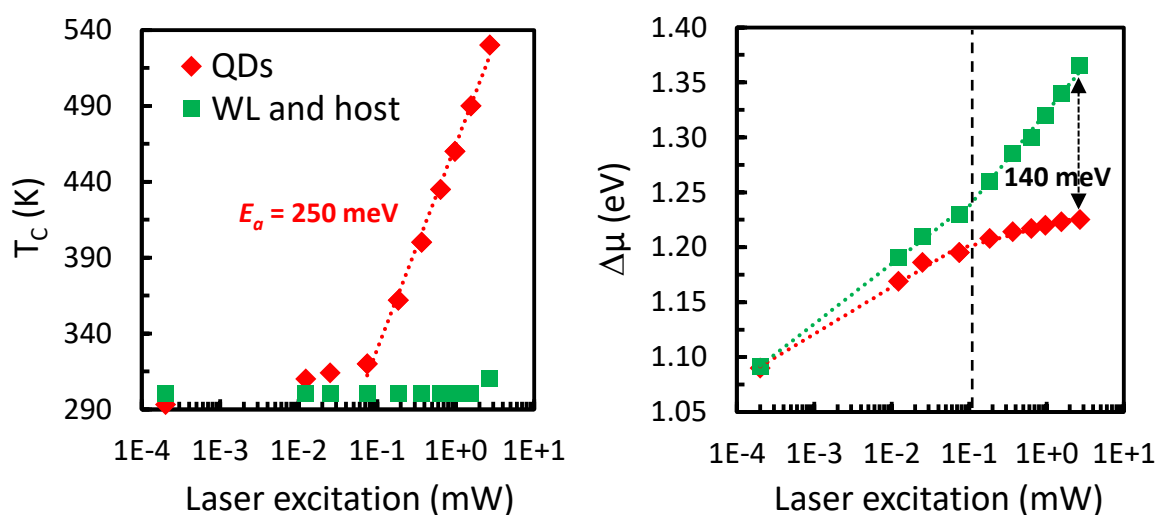 540
490
440
390
340
290
T_C (K)
QDs
WL and host
E_a = 250 meV
1E-4 1E-3 1E-2 1E-1 1E+0 1E+1
Laser excitation (mW)
1.40
1.35
1.30
1.25
1.20
1.15
1.10
1.05
Δµ (eV)
140 meV
1E-4 1E-3 1E-2 1E-1 1E+0 1E+1
Laser excitation (mW)